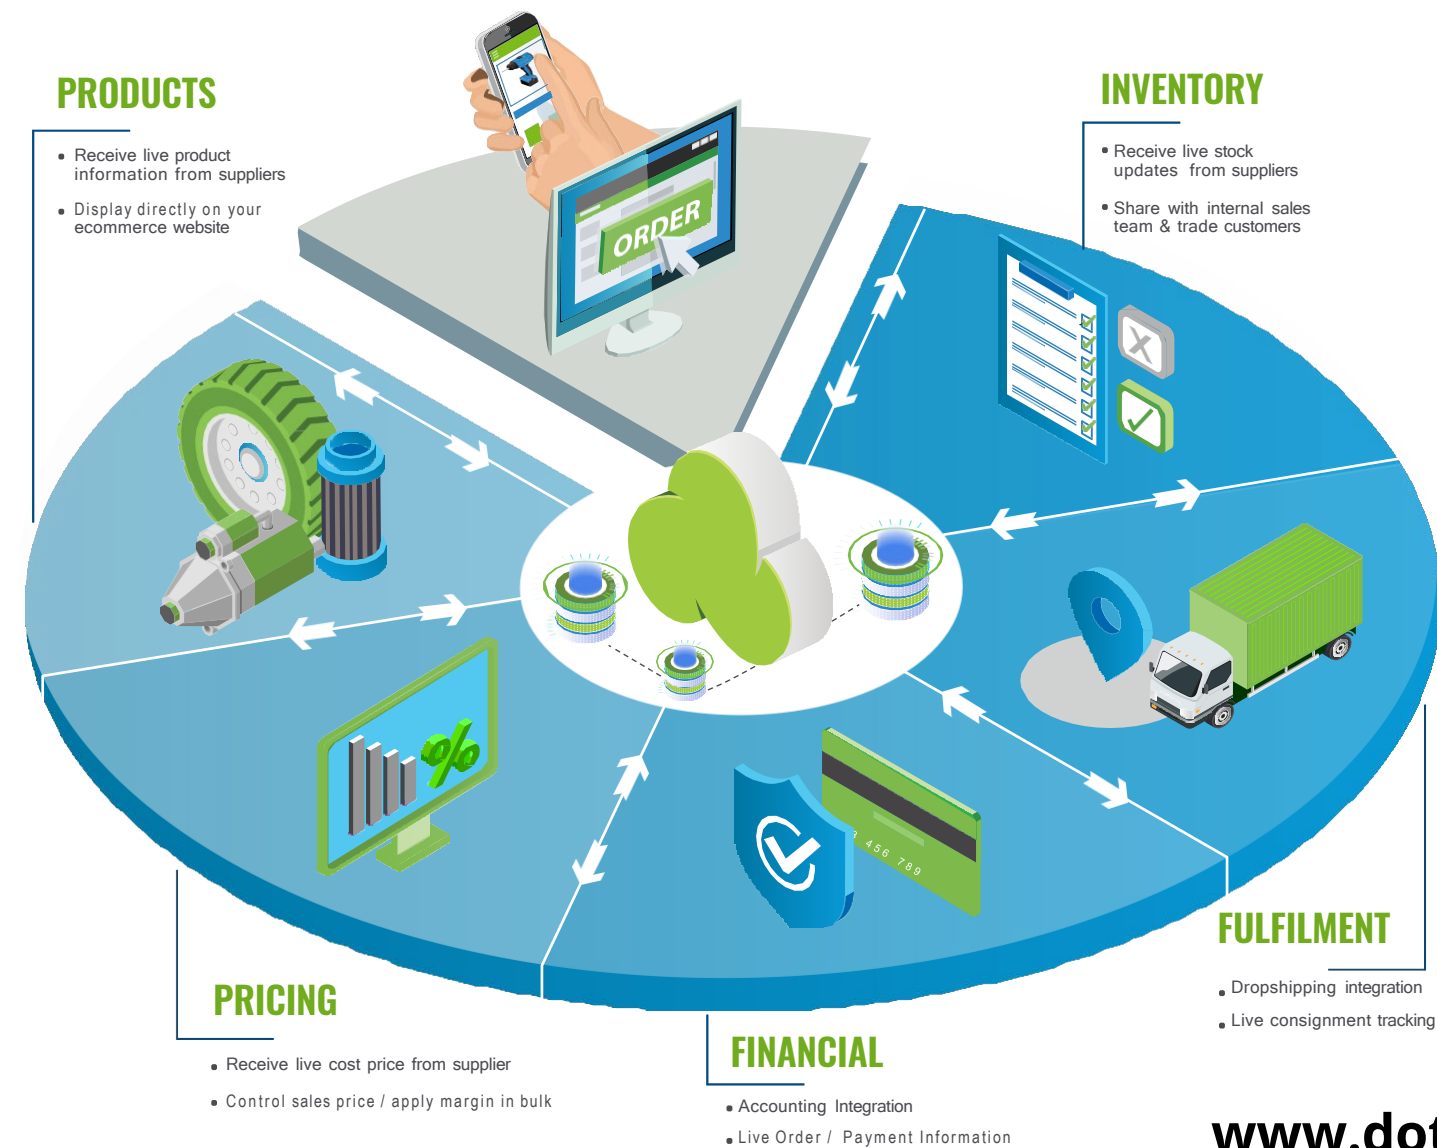 PRODUCTS
• Receive live product
information from suppliers
• Display directly on your
ecommerce website
INVENTORY
• Receive live stock
updates from suppliers
• Share with internal sales
team & trade customers
ORDER
456 789
FULFILMENT
• Dropshipping integration
• Live consignment tracking
PRICING
• Receive live cost price from supplier
• Control sales price / apply margin in bulk
FINANCIAL
• Accounting Integration
• Live Order / Payment Information